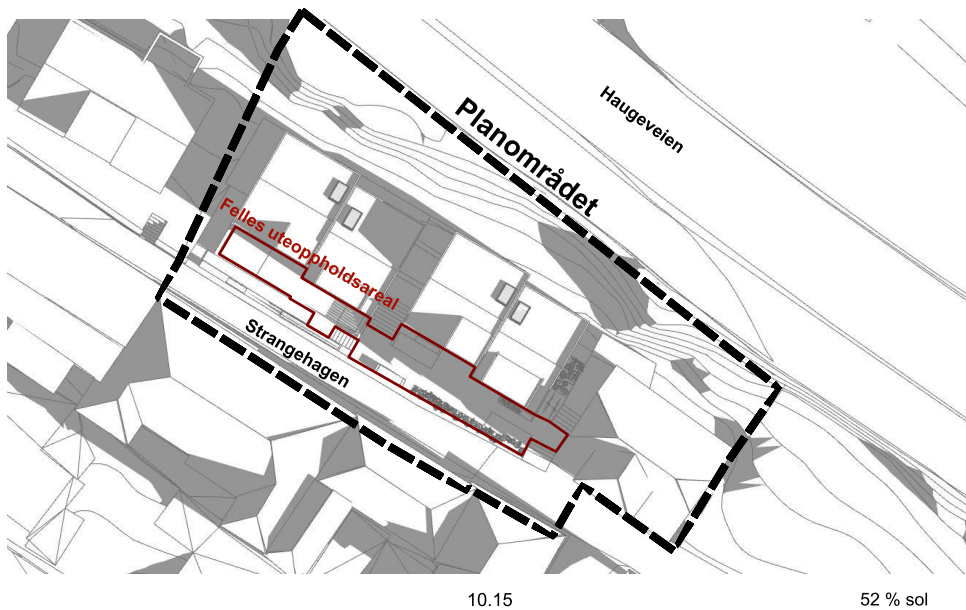 Haugeveien
Planområdet
Felles uteoppholdsareal
Strangehagen
10.15
52 % sol